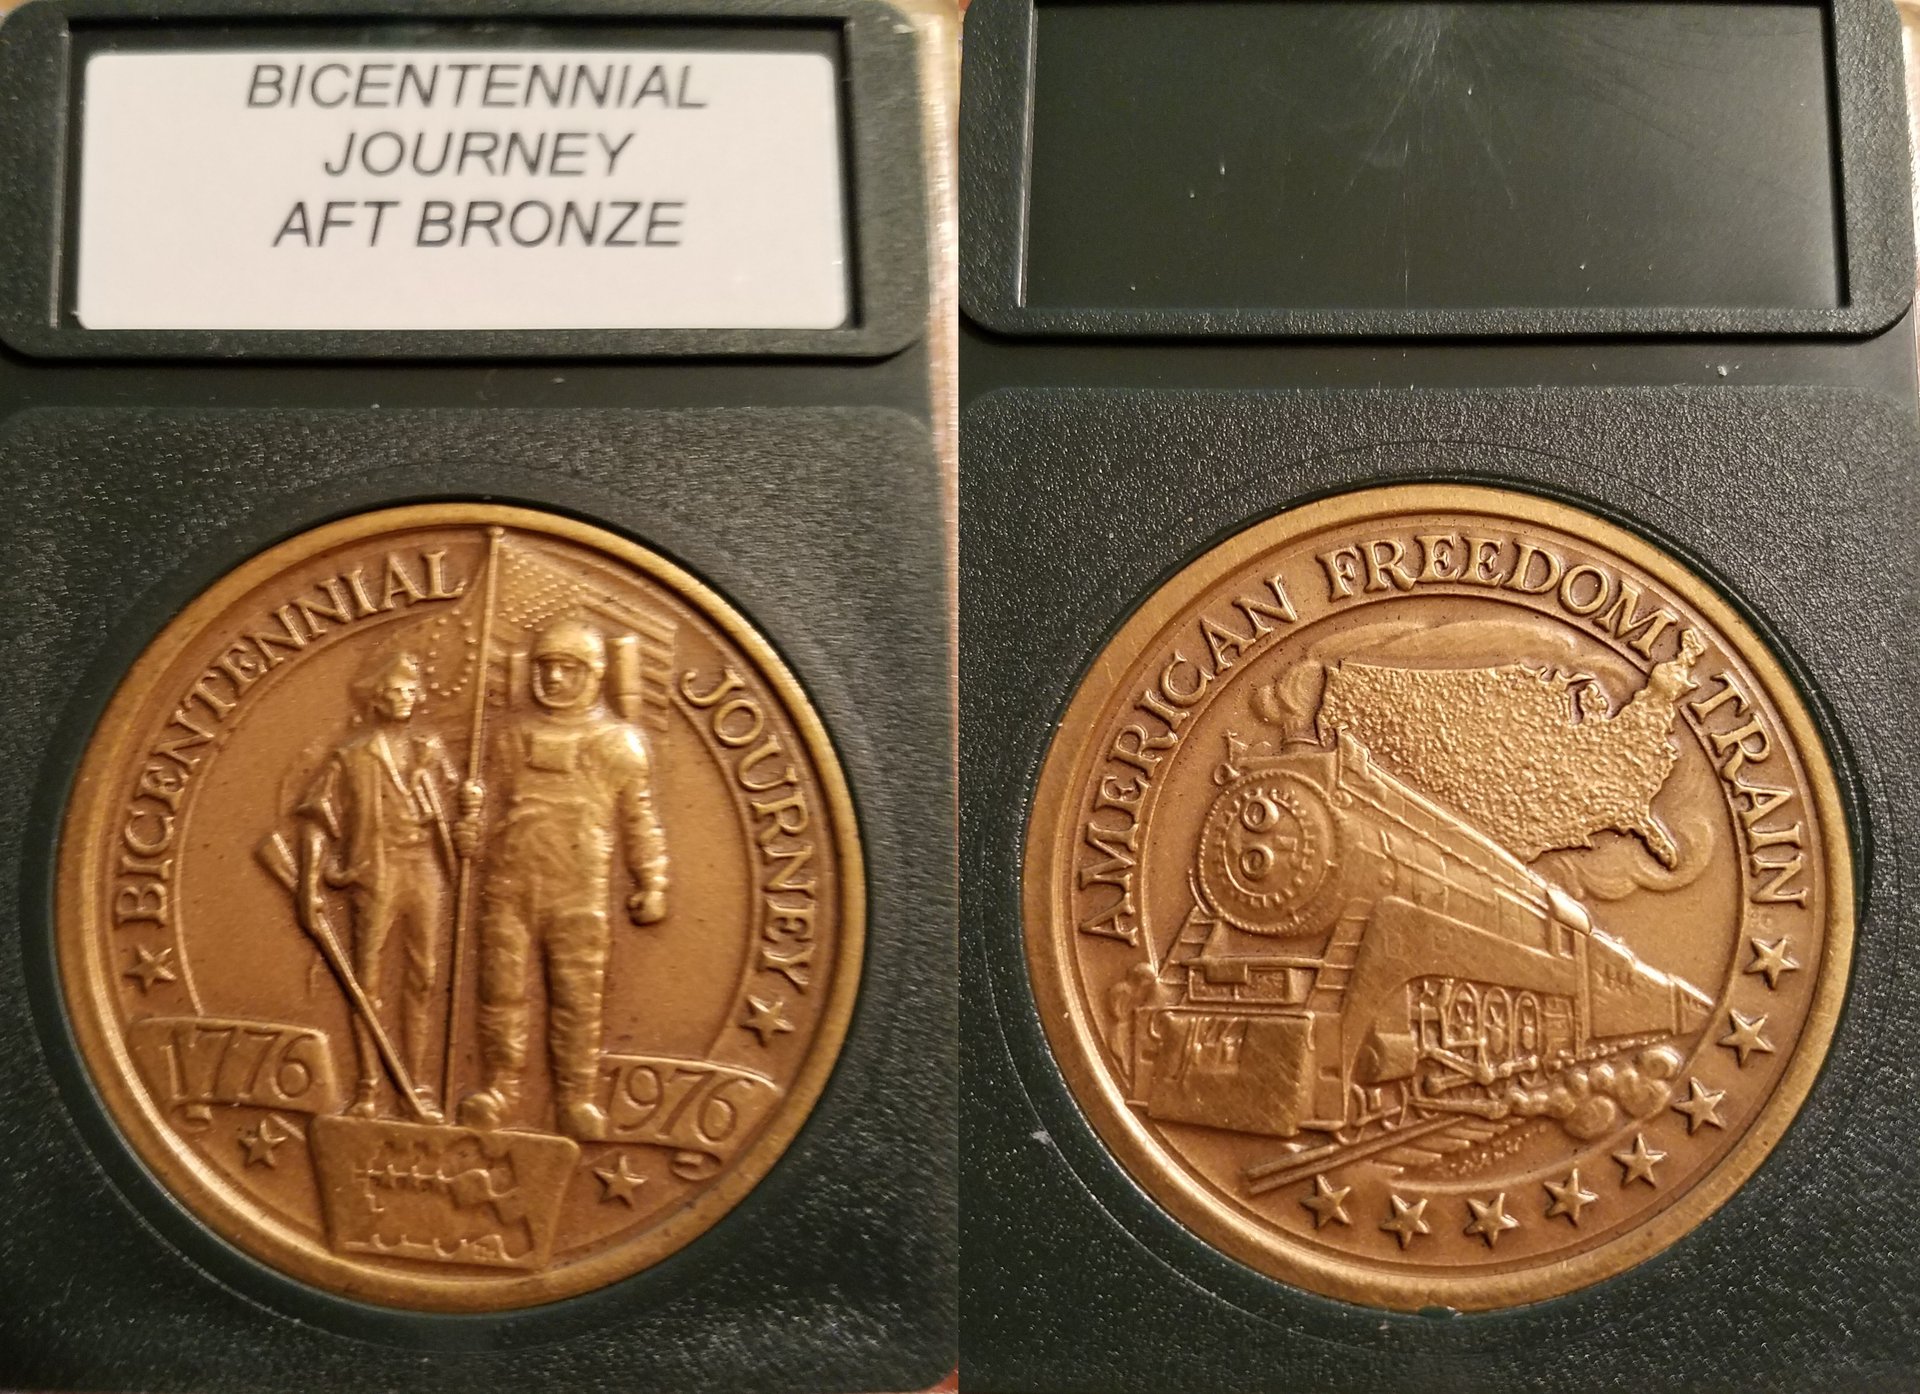 BICENTENNIAL
JOURNEY
AFT BRONZE
BICENTENNIAL JOURNEY
1776
1976
AMERICAN FREEDOM TRAIN